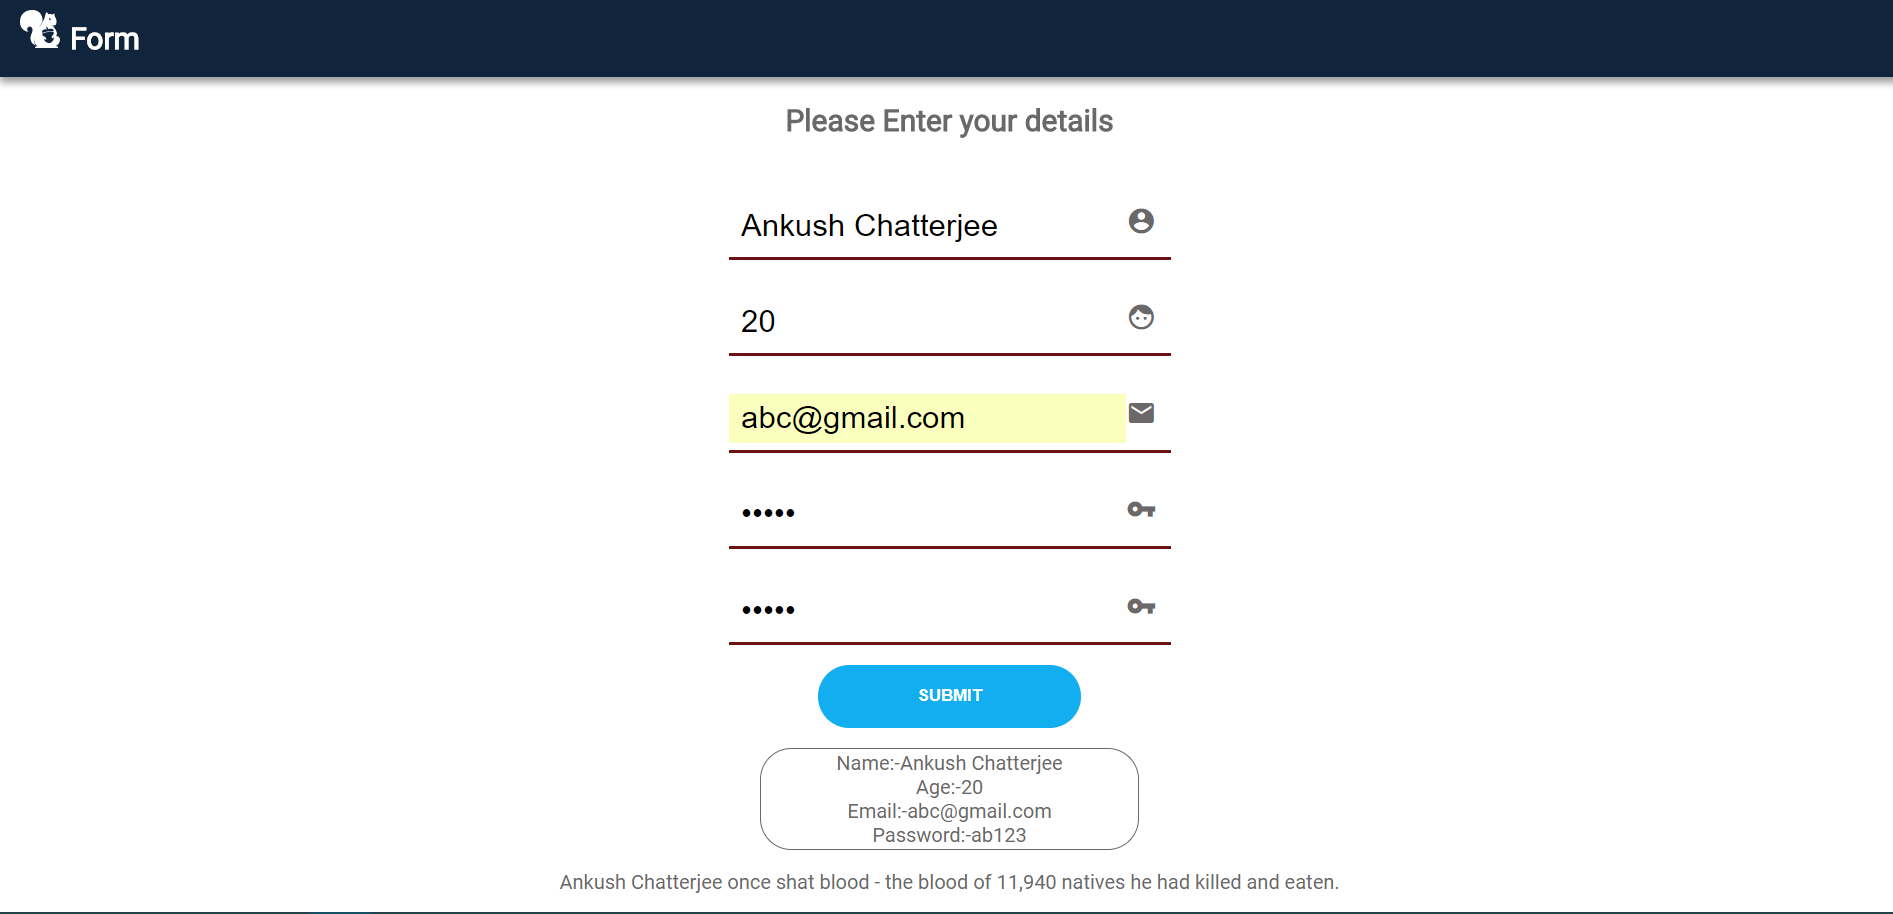 Form
Please Enter your details
Ankush Chatterjee
20
abc@gmail.com
•••••
•••••
SUBMIT
Name:-Ankush Chatterjee
Age:-20
Email:-abc@gmail.com
Password:-ab123
Ankush Chatterjee once shat blood - the blood of 11,940 natives he had killed and eaten.